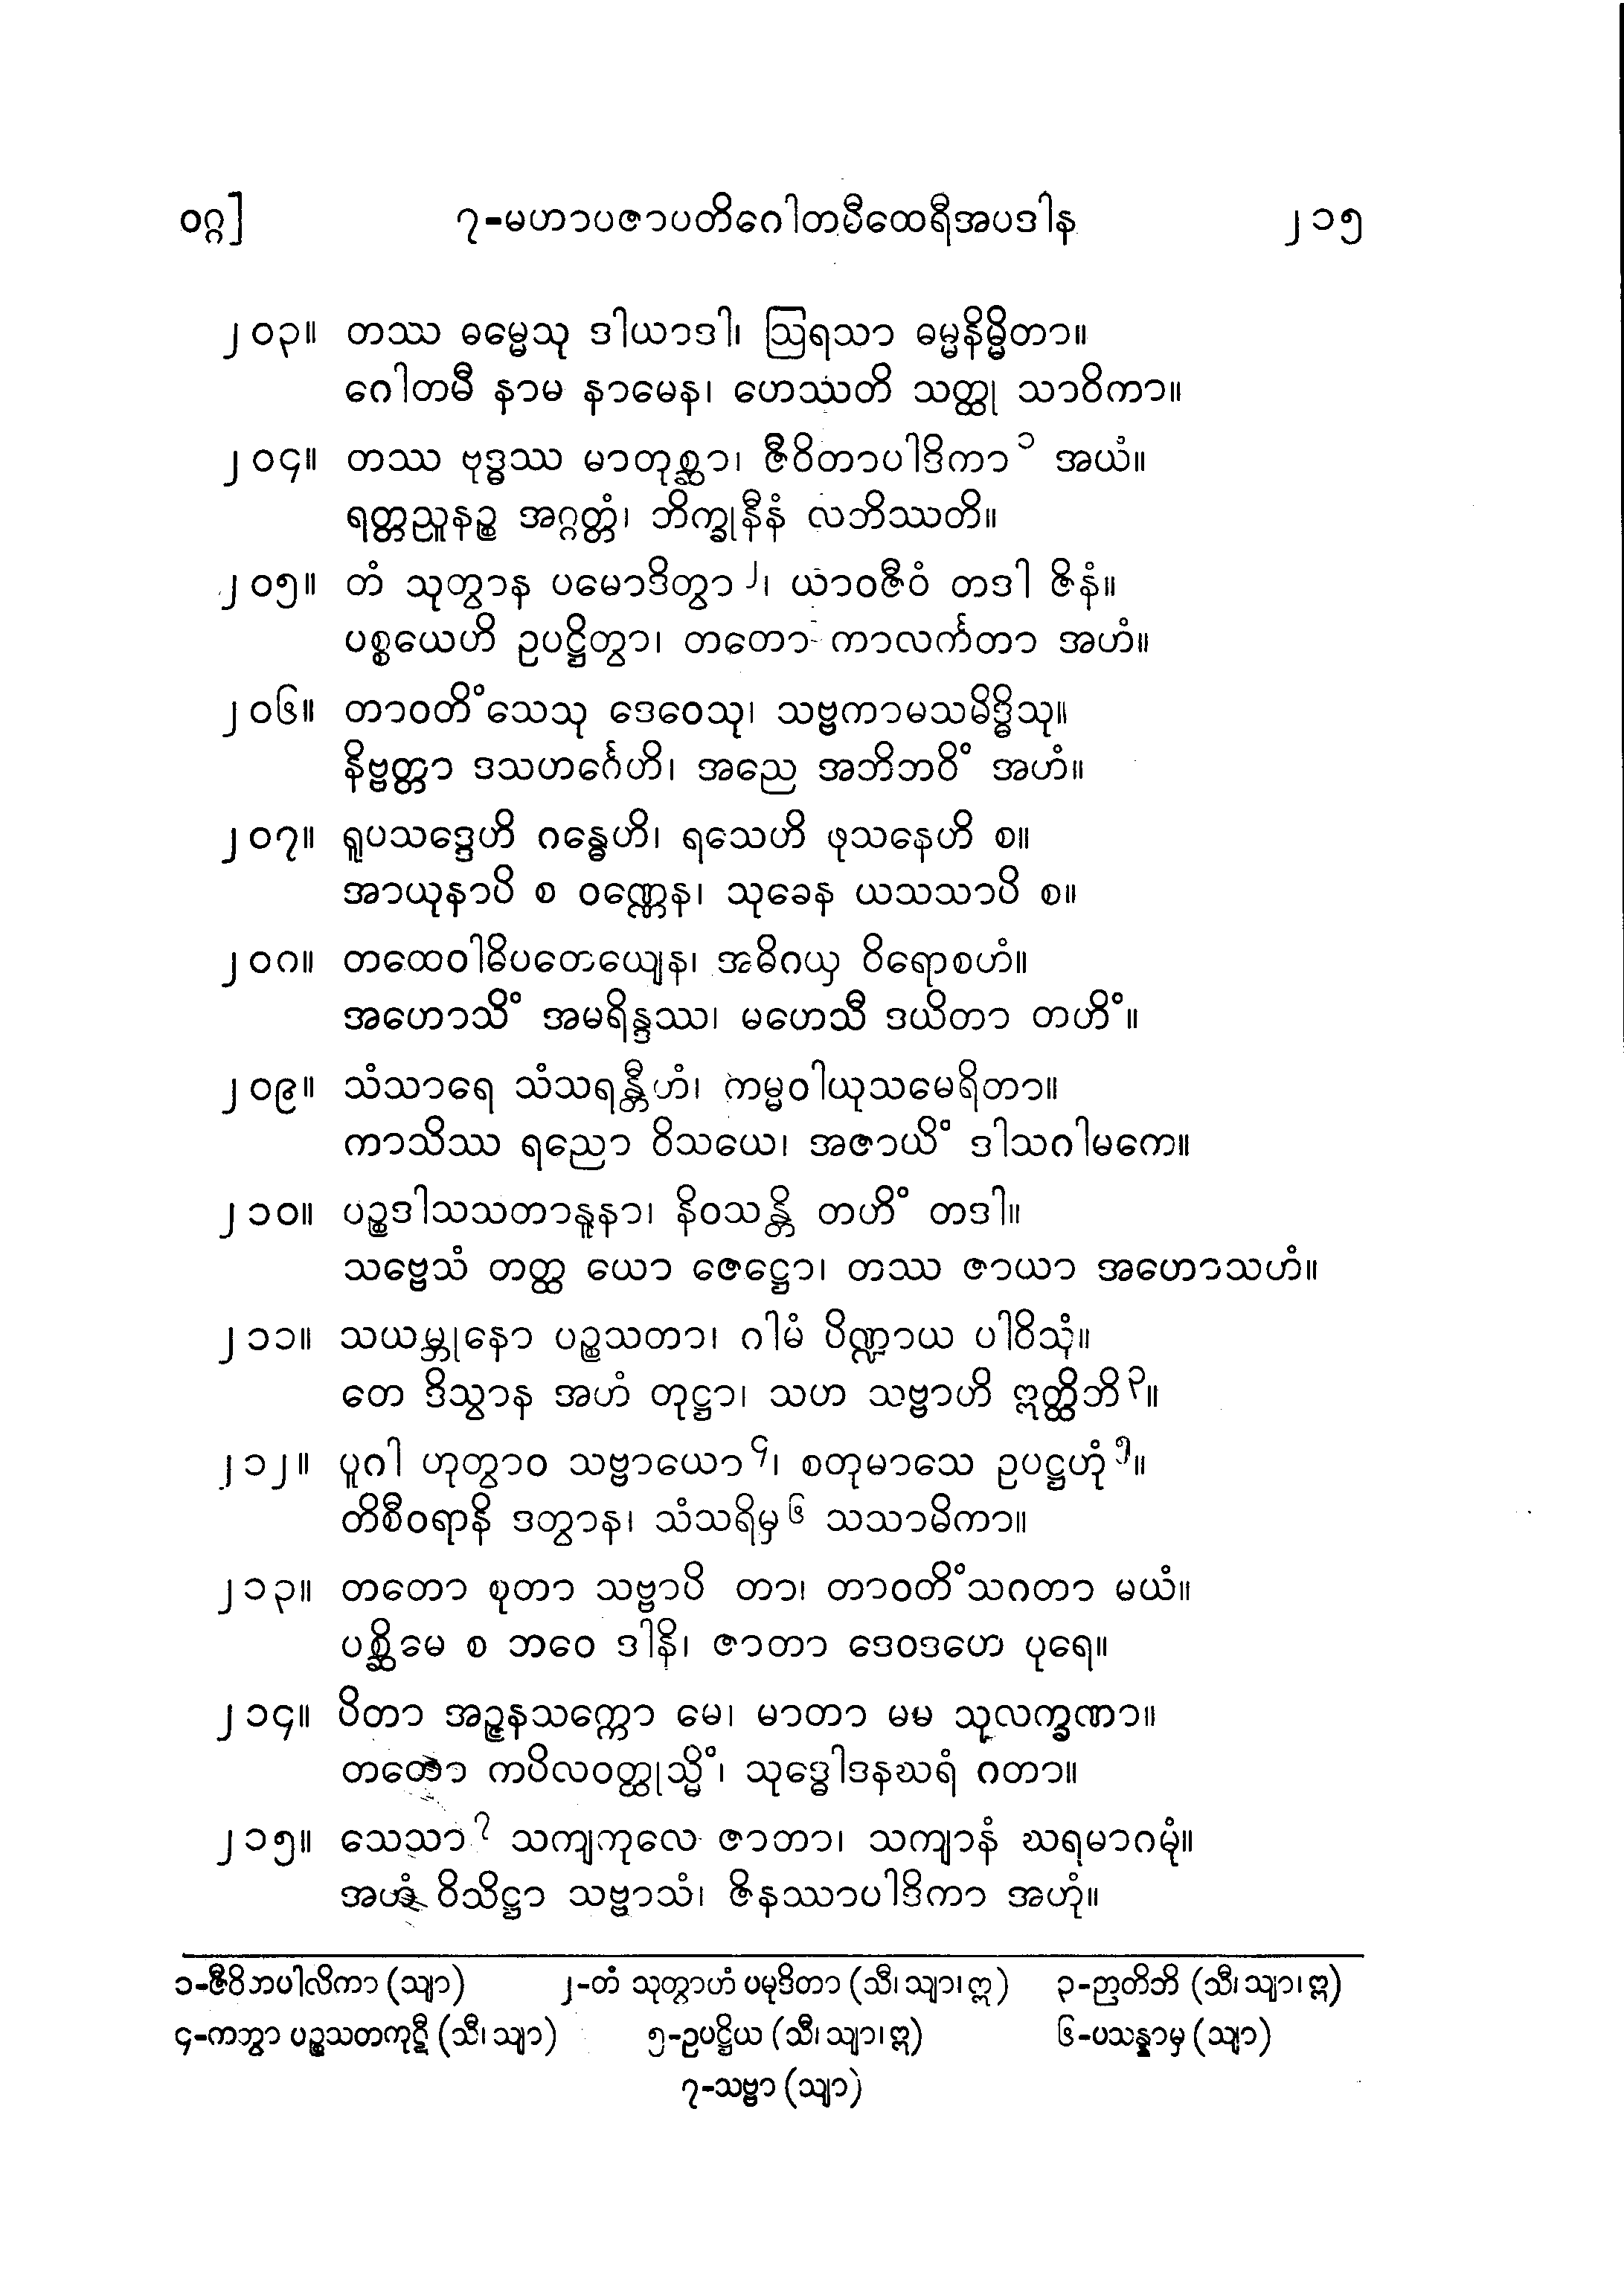 ဝဂ္ဂ] ၇-မဟာပဇာပတိဂေါတမီထေရီအပဒါန ၂၁၅
၂၀၃။ တဿ ဓမ္မေသု ဒါယာဒါ၊ ဩရသာ ဓမ္မနိမ္မိတာ။
ဂေါတမီ နာမ နာမေန၊ ဟေဿတိ သတ္ထု သာဝိကာ။
၂၀၄။ တဿ ဗုဒ္ဓဿ မာတုစ္ဆာ၊ ဇီဝိတာပါဒိကာ၁ အယံ။
ရတ္တညူနဉ္စ အဂ္ဂတ္တံ၊ ဘိက္ခုနီနံ လဘိဿတိ။
၂၀၅။ တံ သုတွာန ပမောဒိတွာ၂၊ ယာဝဇီဝံ တဒါ ဇိနံ။
ပစ္စယေဟိ ဥပဋ္ဌိတွာ၊ တတော ကာလင်္ကတာ အဟံ။
၂၀၆။ တာဝတိံသေသု ဒေဝေသု၊ သဗ္ဗကာမသမိဒ္ဓိသု။
နိဗ္ဗတ္တာ ဒသဟင်္ဂေဟိ၊ အညေ အဘိဘဝိံ အဟံ။
၂၀၇။ ရူပသဒ္ဒေဟိ ဂန္ဓေဟိ၊ ရသေဟိ ဖုသနေဟိ စ။
အာယုနာပိ စ ဝဏ္ဏေန၊ သုခေန ယသသာပိ စ။
၂၀၈။ တထေဝါဓိပတေယျေန၊ အဓိဂယှ ဝိရောစဟံ။
အဟောသိံ အမရိန္ဒဿ၊ မဟေသီ ဒယိတာ တဟိံ။
၂၀၉။ သံသာရေ သံသရန္တီဟံ၊ ကမ္မဝါယုသမေရိတာ။
ကာသိဿ ရညော ဝိသယေ၊ အဇာယိံ ဒါသဂါမကေ။
၂၁၀။ ပဉ္စဒါသသတာနူနာ၊ နိဝသန္တိ တဟိံ တဒါ။
သဗ္ဗေသံ တတ္ထ ယော ဇေဋ္ဌော၊ တဿ ဇာယာ အဟောသဟံ။
၂၁၁။ သယမ္ဘုနော ပဉ္စသတာ၊ ဂါမံ ပိဏ္ဍာယ ပါဝိသုံ။
တေ ဒိသွာန အဟံ တုဋ္ဌာ၊ သဟ သဗ္ဗာဟိ ဣတ္ထိဘိ၃။
၂၁၂။ ပူဂါ ဟုတွာဝ သဗ္ဗာယော၄၊ စတုမာသေ ဥပဋ္ဌဟုံ၅။
တိစီဝရာနိ ဒတွာန၊ သံသရိမှ၆ သသာမိကာ။
၂၁၃။ တတော စုတာ သဗ္ဗာပိ တာ၊ တာဝတိံသဂတာ မယံ။
ပစ္ဆိမေ စ ဘဝေ ဒါနိ၊ ဇာတာ ဒေဝဒဟေ ပုရေ။
၂၁၄။ ပိတာ အဉ္ဇနသက္ကော မေ၊ မာတာ မမ သုလက္ခဏာ။
တတော ကပိလဝတ္ထုသ္မိံ၊ သုဒ္ဓေါဒနဃရံ ဂတာ။
၂၁၅။ သေသာ၇ သကျကုလေ ဇာတာ၊ သကျာနံ ဃရမာဂမုံ။
အဟံ ဝိသိဋ္ဌာ သဗ္ဗာသံ၊ ဇိနဿာပါဒိကာ အဟုံ။
၁-ဇီဝိတပါလိကာ (သျာ) ၂-တံ သုတွာဟံ ပမုဒိတာ (သီ၊ သျာ၊ ဣ) ၃-ဉာတိဘိ (သီ၊ သျာ၊ ဣ)
၄-ကတွာ ပဉ္စသတကုဋီ (သီ၊ သျာ) ၅-ဥပဋ္ဌိယ (သီ၊ သျာ၊ ဣ) ၆-ပသန္နာမှ (သျာ)
၇-သဗ္ဗာ (သျာ)